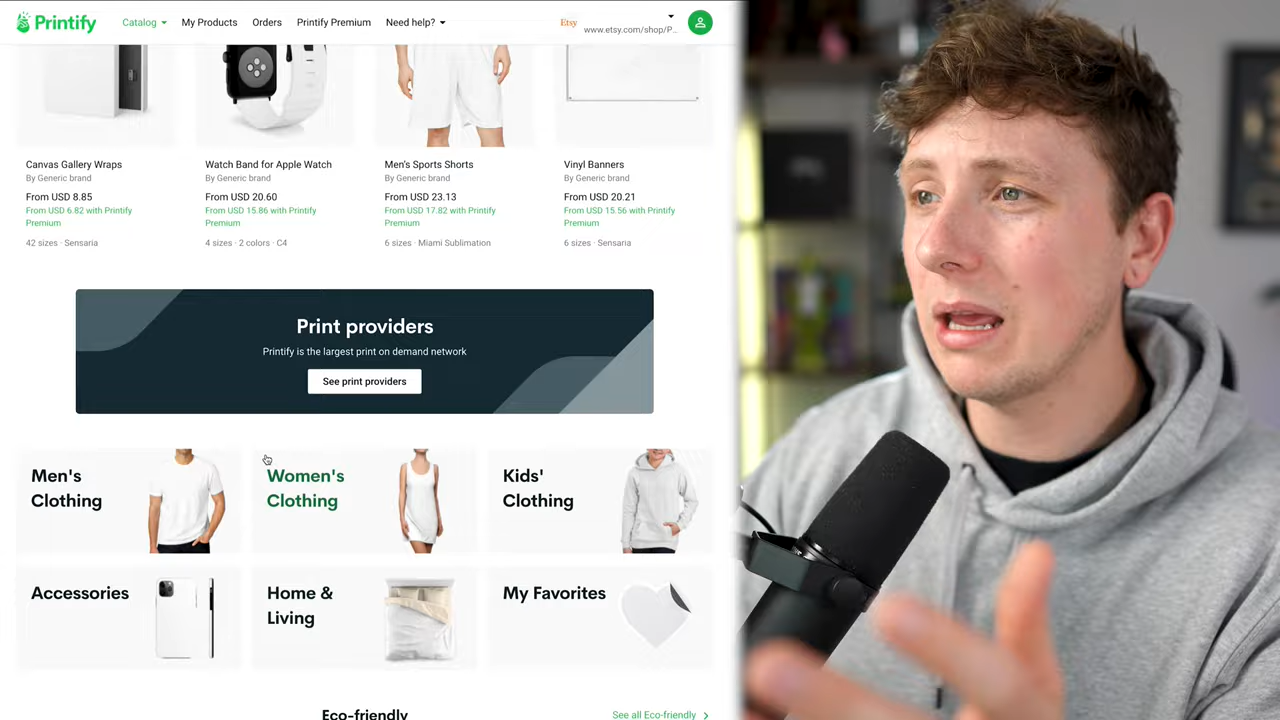 Printify
Catalog
My Products
Orders
Printify Premium
Need help?
Etsy
www.etsy.com/shop/P...
Canvas Gallery Wraps
By Generic brand
From USD 8.85
From USD 6.82 with Printify
Premium
42 sizes · Sensaria
Watch Band for Apple Watch
By Generic brand
From USD 20.60
From USD 15.86 with Printify
Premium
4 sizes · 2 colors · C4
Men's Sports Shorts
By Generic brand
From USD 23.13
From USD 17.82 with Printify
Premium
6 sizes · Miami Sublimation
Vinyl Banners
By Generic brand
From USD 20.21
From USD 15.56 with Printify
Premium
6 sizes · Sensaria
Print providers
Printify is the largest print on demand network
See print providers
Men's
Clothing
Women's
Clothing
Kids'
Clothing
Accessories
Home &
Living
My Favorites
Eco-friendly
See all Eco-friendly